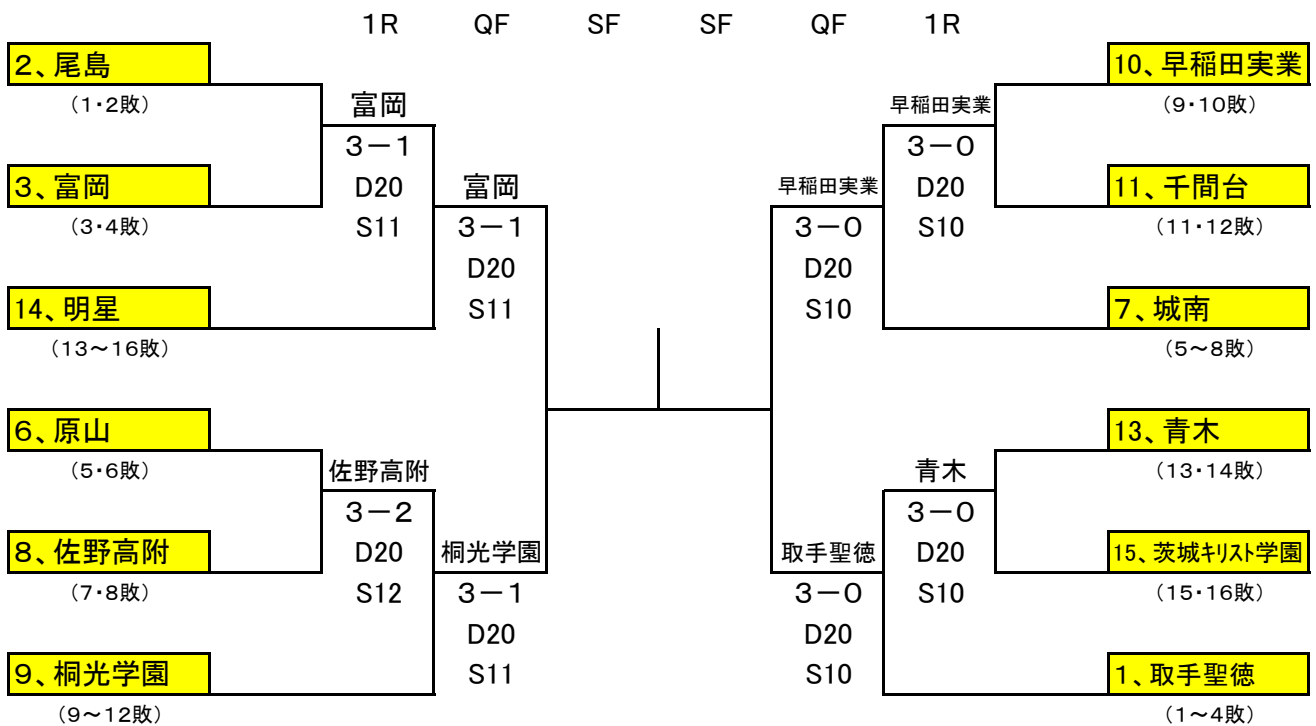 1R QF SF SF QF 1R
2、尾島
(1・2敗)
富岡
3－1
D20
S11
3、富岡
(3・4敗)
富岡
3－1
D20
S11
14、明星
(13～16敗)
6、原山
(5・6敗)
佐野高附
3－2
D20
S12
8、佐野高附
(7・8敗)
桐光学園
3－1
D20
S11
9、桐光学園
(9～12敗)
10、早稲田実業
(9・10敗)
早稲田実業
3－0
D20
S10
11、千間台
(11・12敗)
早稲田実業
3－0
D20
S10
7、城南
(5～8敗)
13、青木
(13・14敗)
青木
3－0
D20
S10
15、茨城キリスト学園
(15・16敗)
取手聖徳
3－0
D20
S10
1、取手聖徳
(1～4敗)